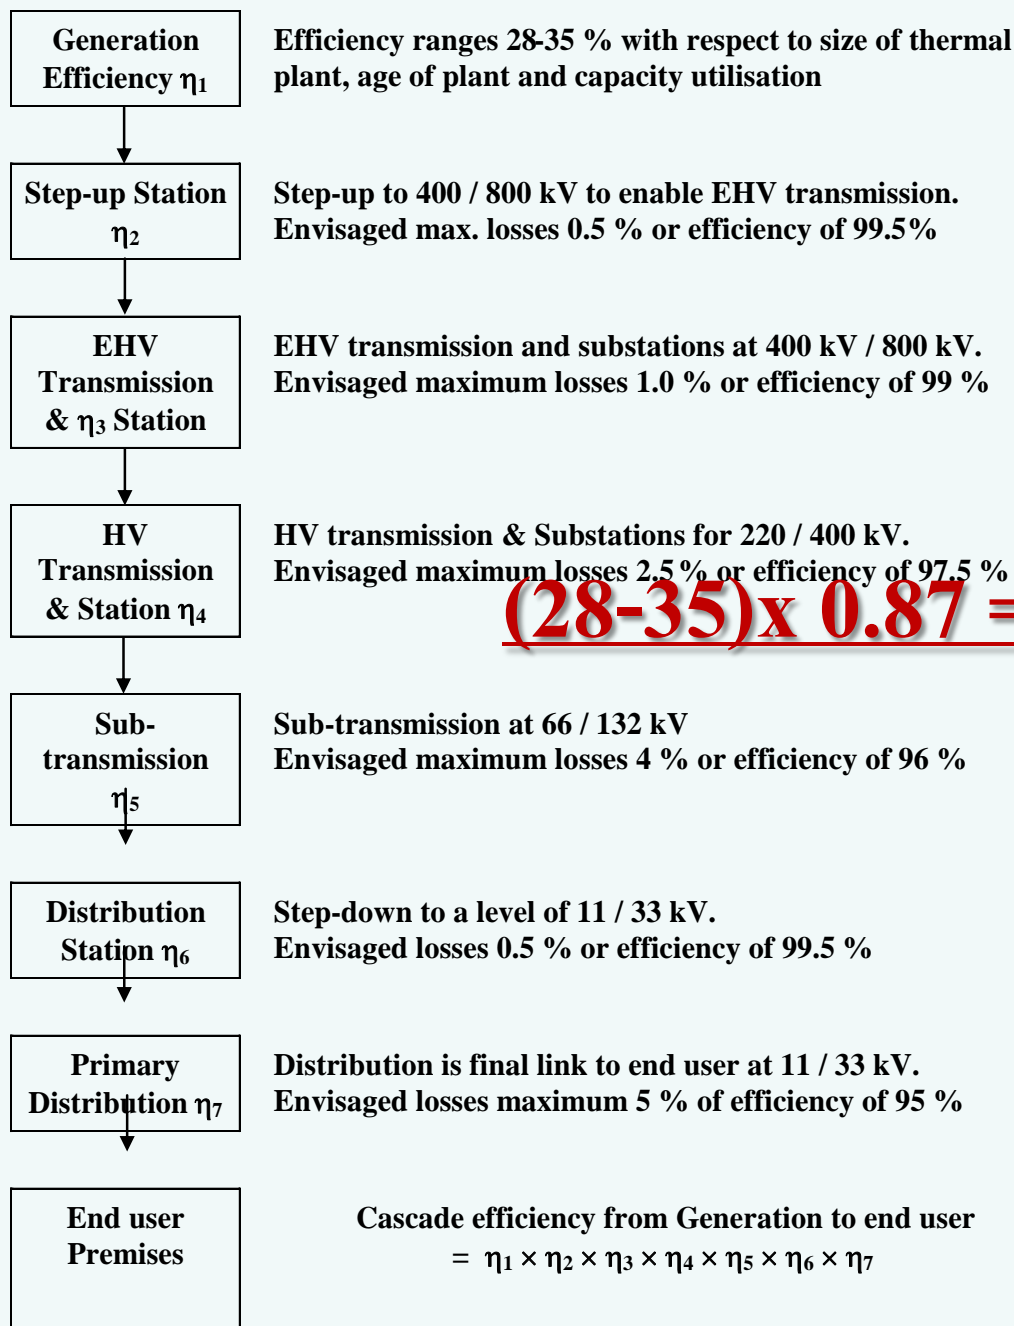 Generation
Efficiency η₁
Efficiency ranges 28-35 % with respect to size of thermal
plant, age of plant and capacity utilisation
Step-up Station
η₂
Step-up to 400 / 800 kV to enable EHV transmission.
Envisaged max. losses 0.5 % or efficiency of 99.5%
EHV
Transmission
& η₃ Station
EHV transmission and substations at 400 kV / 800 kV.
Envisaged maximum losses 1.0 % or efficiency of 99 %
HV
Transmission
& Station η₄
HV transmission & Substations for 220 / 400 kV.
Envisaged maximum losses 2.5 % or efficiency of 97.5 %
(28-35)x 0.87 =
Sub-
transmission
η₅
Sub-transmission at 66 / 132 kV
Envisaged maximum losses 4 % or efficiency of 96 %
Distribution
Station η₆
Step-down to a level of 11 / 33 kV.
Envisaged losses 0.5 % or efficiency of 99.5 %
Primary
Distribution η₇
Distribution is final link to end user at 11 / 33 kV.
Envisaged losses maximum 5 % of efficiency of 95 %
End user
Premises
Cascade efficiency from Generation to end user
= η₁ × η₂ × η₃ × η₄ × η₅ × η₆ × η₇